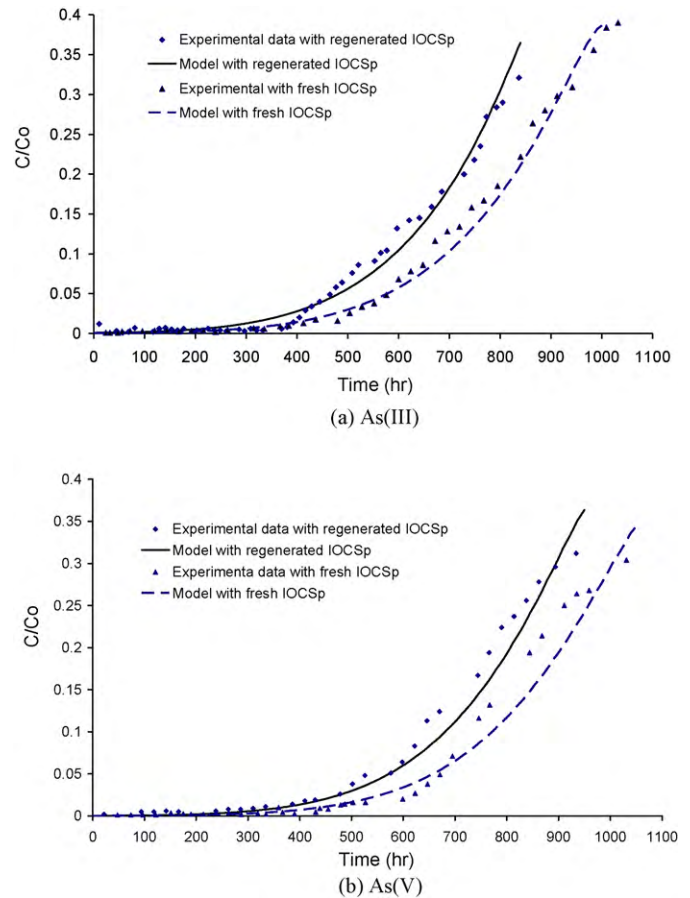 0.4
0.35
0.3
0.25
0.2
0.15
0.1
0.05
0
C/Co
Experimental data with regenerated IOCSp
Model with regenerated IOCSp
Experimental with fresh IOCSp
Model with fresh IOCSp
0 100 200 300 400 500 600 700 800 900 1000 1100
Time (hr)
(a) As(III)
0.4
0.35
0.3
0.25
0.2
0.15
0.1
0.05
0
C/Co
Experimental data with regenerated IOCSp
Model with regenerated IOCSp
Experimenta data with fresh IOCSp
Model with fresh IOCSp
0 100 200 300 400 500 600 700 800 900 1000 1100
Time (hr)
(b) As(V)